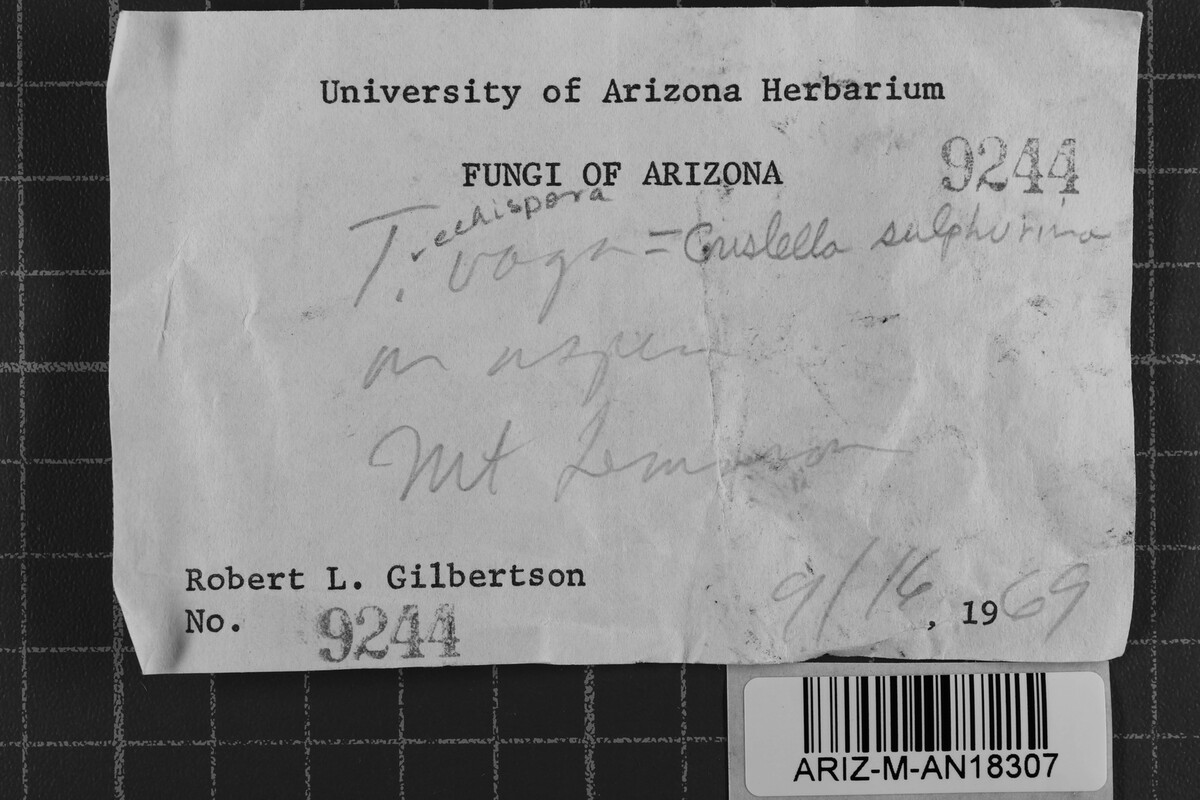 University of Arizona Herbarium
FUNGI OF ARIZONA 9244
Trechispora
T. vaga = Cristella sulphurina
on aspen
Mt Lemmon
Robert L. Gilbertson
No. 9244
9/16, 1969
ARIZ-M-AN18307